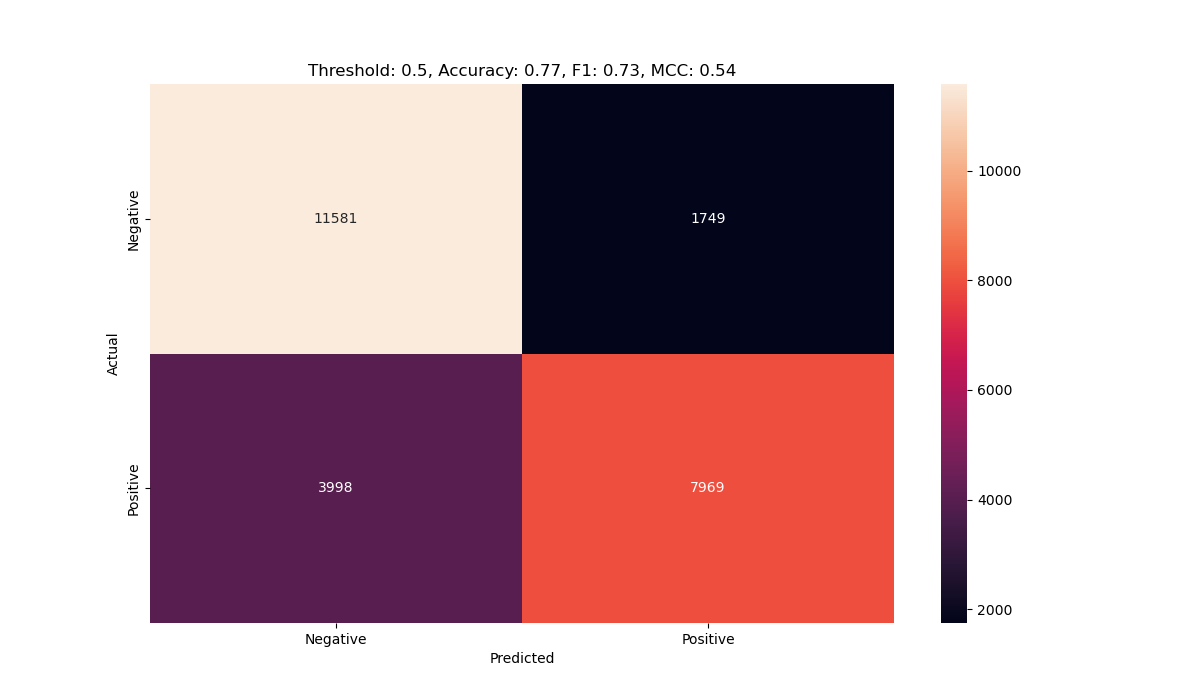 Threshold: 0.5, Accuracy: 0.77, F1: 0.73, MCC: 0.54
Negative
11581
1749
Actual
Positive
3998
7969
Negative
Positive
Predicted
10000
8000
6000
4000
2000